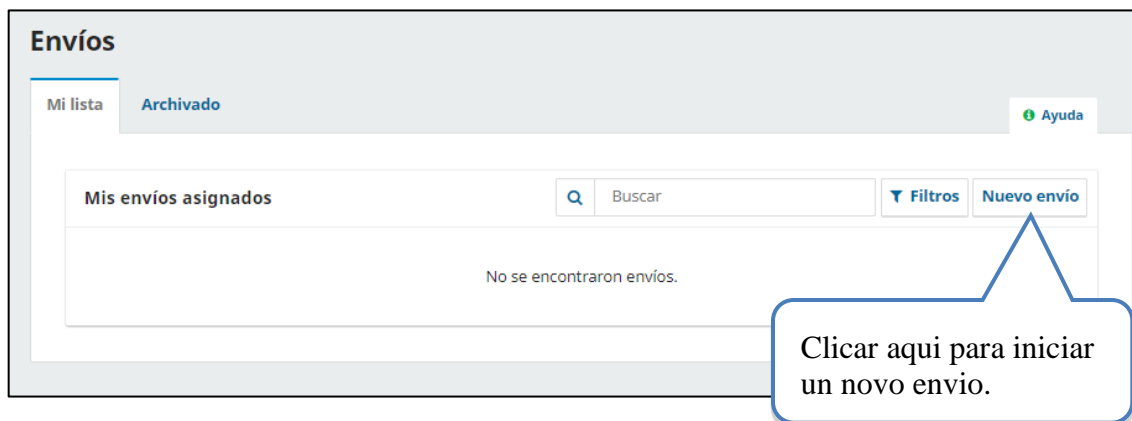 Envíos
Mi lista Archivado
Ayuda
Mis envíos asignados Buscar Filtros Nuevo envío
No se encontraron envíos.
Clicar aqui para iniciar
un novo envio.